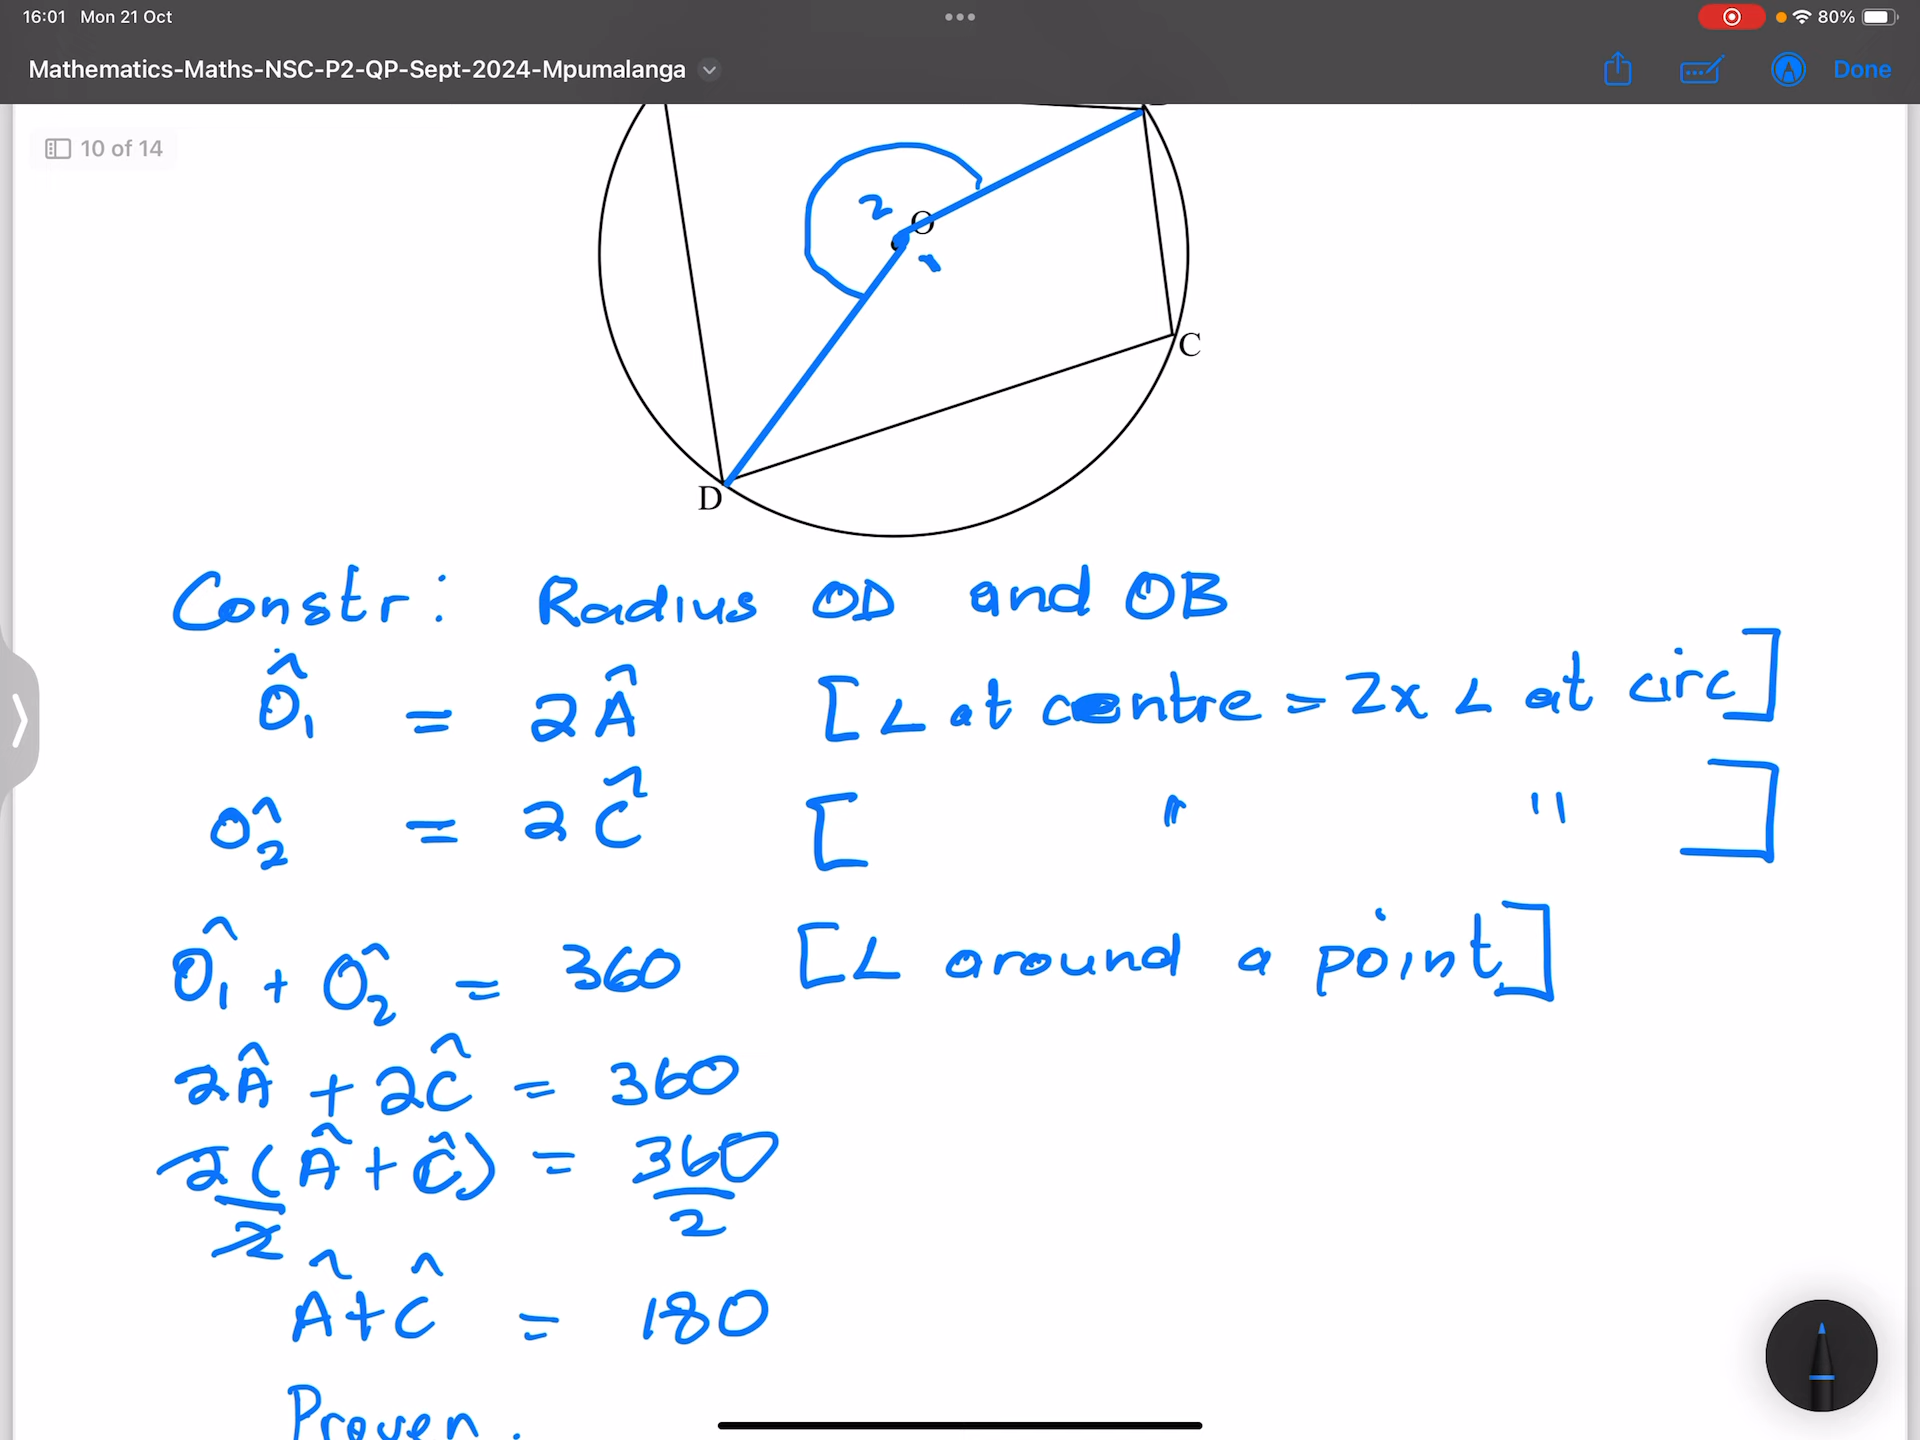 16:01 Mon 21 Oct
80%
Mathematics-Maths-NSC-P2-QP-Sept-2024-Mpumalanga
Done
10 of 14
2
O
1
C
D
Constr: Radius OD and OB
Ô₁ = 2Â [∠ at centre = 2x ∠ at circ]
Ô₂ = 2Ĉ [ " " ]
Ô₁ + Ô₂ = 360 [∠ around a point]
2Â + 2Ĉ = 360
2(Â + Ĉ) = 360
2 2
Â + Ĉ = 180
Proven.